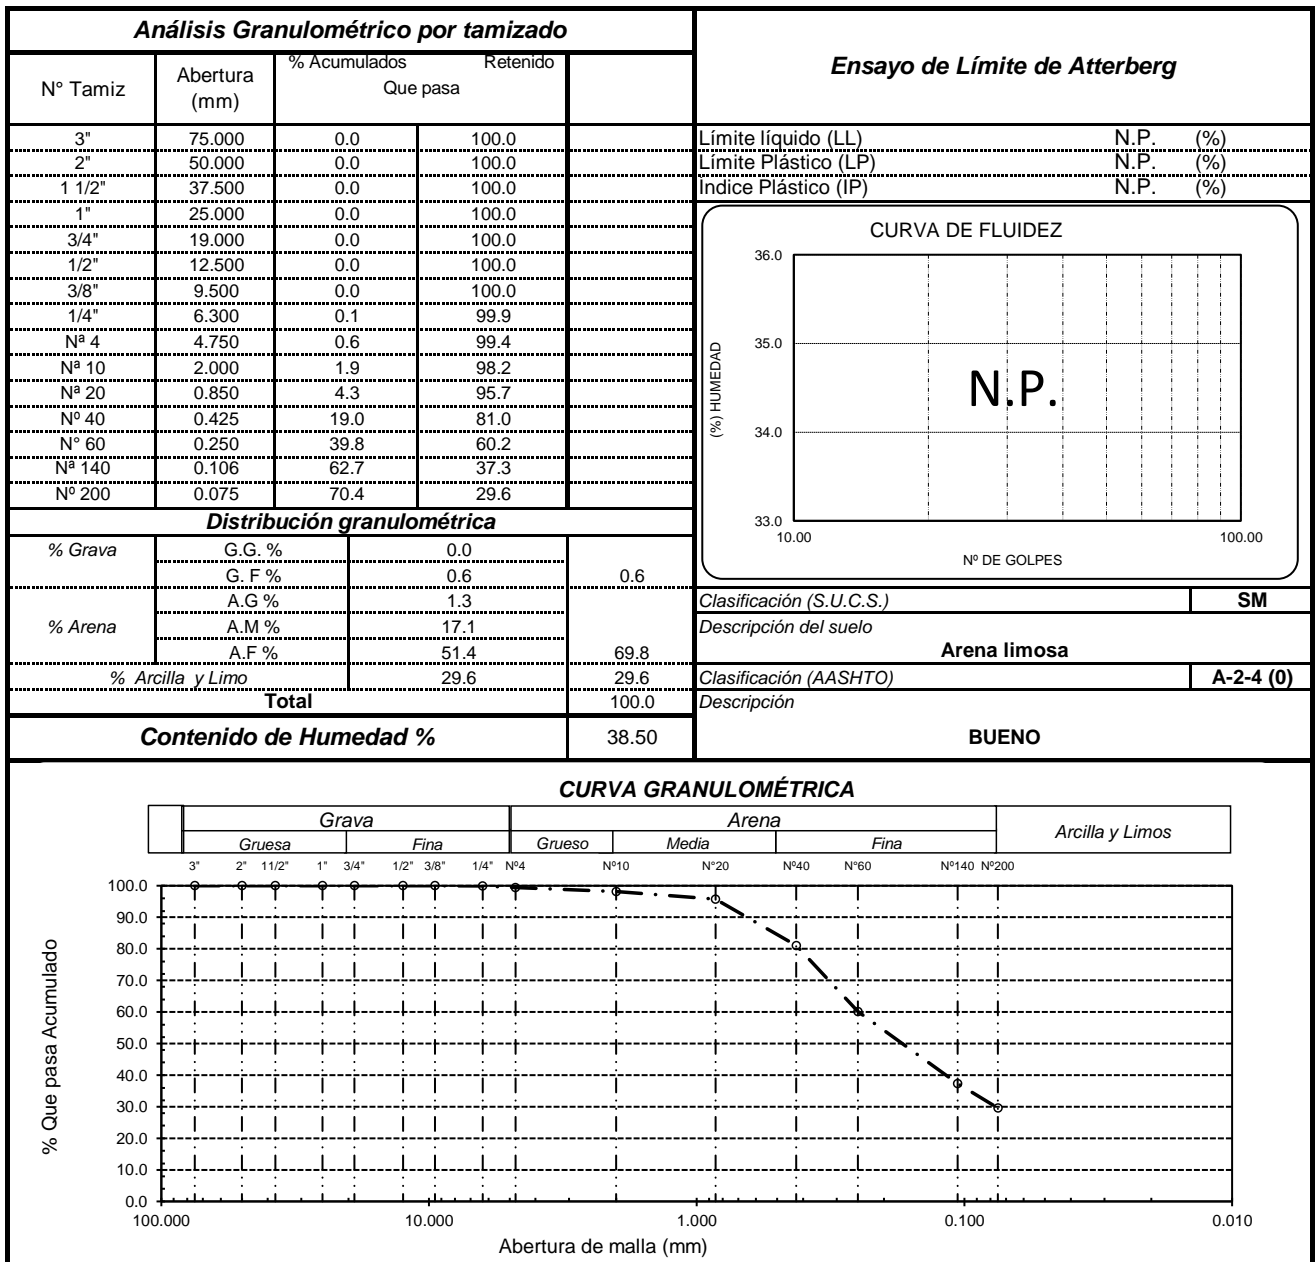 Análisis Granulométrico por tamizado
N° Tamiz
Abertura
(mm)
% Acumulados Retenido
Que pasa
3" 75.000 0.0 100.0
2" 50.000 0.0 100.0
1 1/2" 37.500 0.0 100.0
1" 25.000 0.0 100.0
3/4" 19.000 0.0 100.0
1/2" 12.500 0.0 100.0
3/8" 9.500 0.0 100.0
1/4" 6.300 0.1 99.9
Nª 4 4.750 0.6 99.4
Nª 10 2.000 1.9 98.2
Nª 20 0.850 4.3 95.7
Nº 40 0.425 19.0 81.0
N° 60 0.250 39.8 60.2
Nª 140 0.106 62.7 37.3
Nº 200 0.075 70.4 29.6
Distribución granulométrica
% Grava G.G. % 0.0
G. F % 0.6 0.6
A.G % 1.3
% Arena A.M % 17.1
A.F % 51.4 69.8
% Arcilla y Limo 29.6 29.6
Total 100.0
Contenido de Humedad % 38.50
Ensayo de Límite de Atterberg
Límite líquido (LL) N.P. (%)
Límite Plástico (LP) N.P. (%)
Índice Plástico (IP) N.P. (%)
CURVA DE FLUIDEZ
36.0
35.0
34.0
33.0
(%) HUMEDAD
N.P.
10.00 100.00
Nº DE GOLPES
Clasificación (S.U.C.S.) SM
Descripción del suelo
Arena limosa
Clasificación (AASHTO) A-2-4 (0)
Descripción
BUENO
CURVA GRANULOMÉTRICA
Grava Arena Arcilla y Limos
Gruesa Fina Grueso Media Fina
3" 2" 11/2" 1" 3/4" 1/2" 3/8" 1/4" Nº4 Nº10 N°20 Nº40 N°60 Nº140 Nº200
100.0
90.0
80.0
70.0
60.0
50.0
40.0
30.0
20.0
10.0
0.0
% Que pasa Acumulado
100.000 10.000 1.000 0.100 0.010
Abertura de malla (mm)